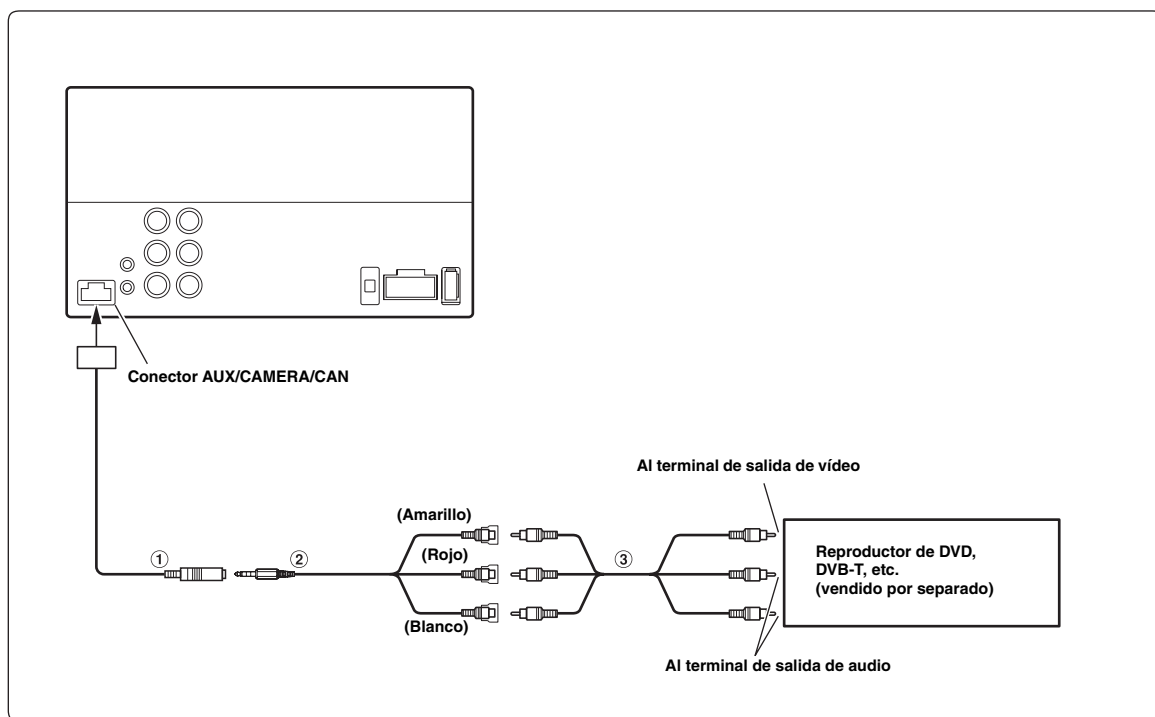 Conector AUX/CAMERA/CAN
Al terminal de salida de vídeo
(Amarillo)
① ② (Rojo) ③
Reproductor de DVD,
DVB-T, etc.
(vendido por separado)
(Blanco)
Al terminal de salida de audio